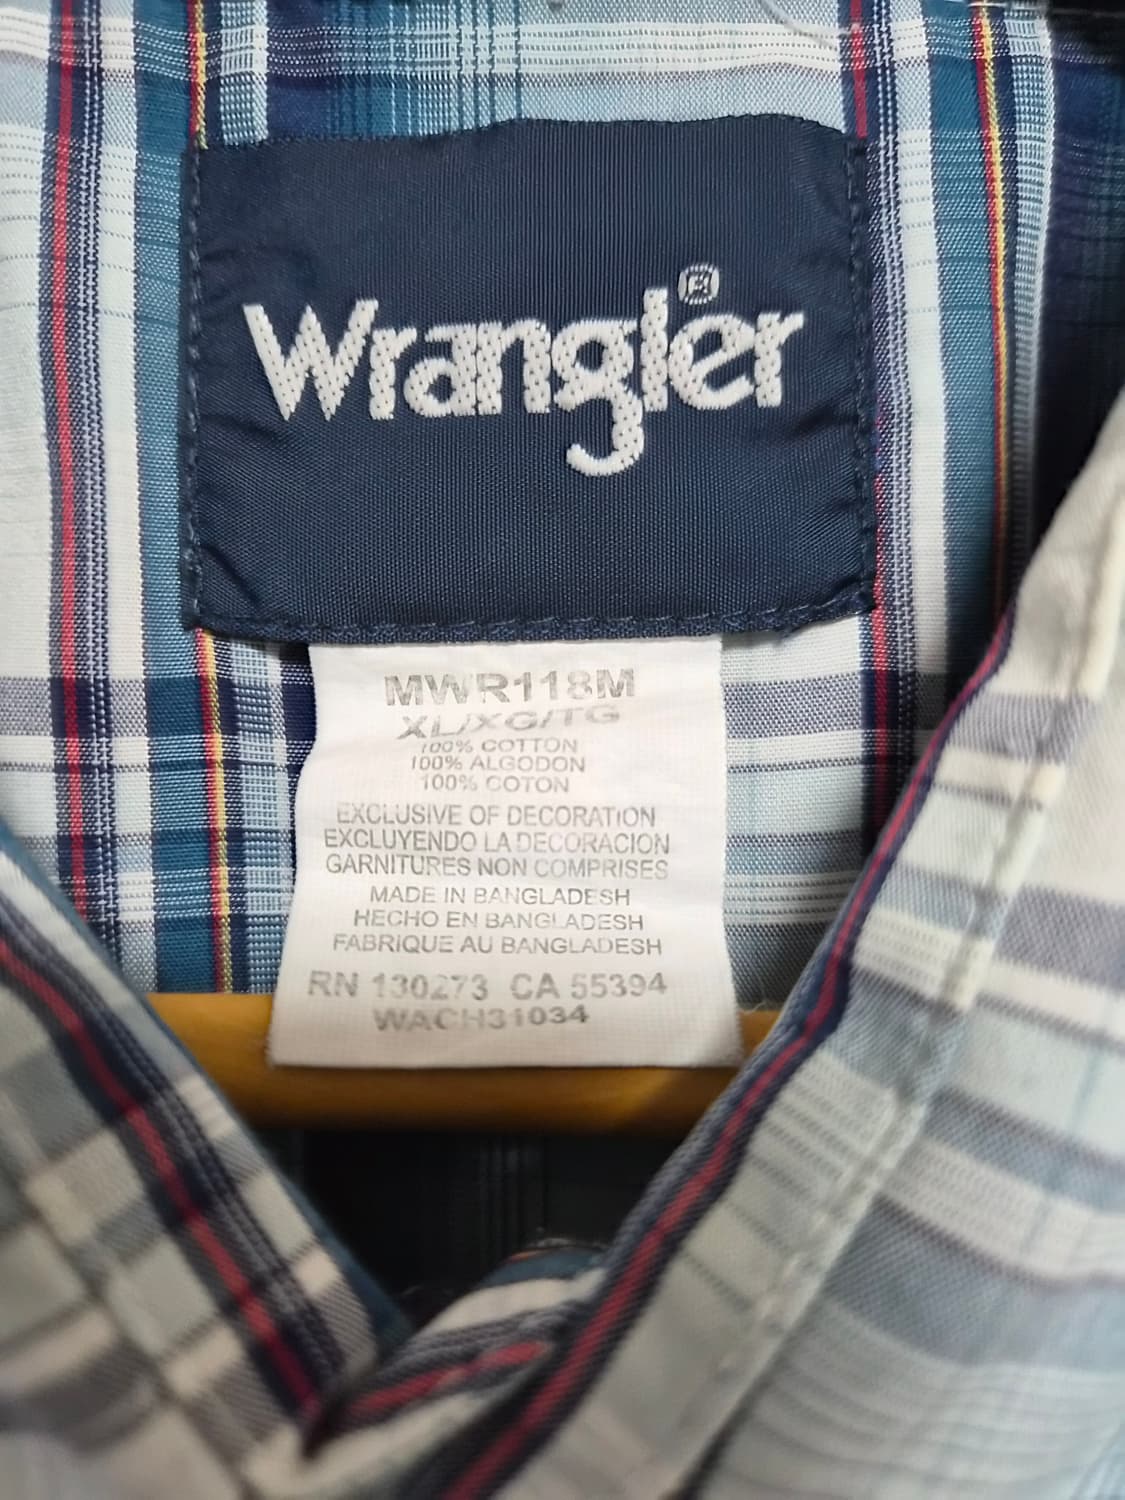 Wrangler®
MWR118M
XL/XG/TG
100% COTTON
100% ALGODON
100% COTON
EXCLUSIVE OF DECORATION
EXCLUYENDO LA DECORACION
GARNITURES NON COMPRISES
MADE IN BANGLADESH
HECHO EN BANGLADESH
FABRIQUE AU BANGLADESH
RN 130273 CA 55394
WACH31034